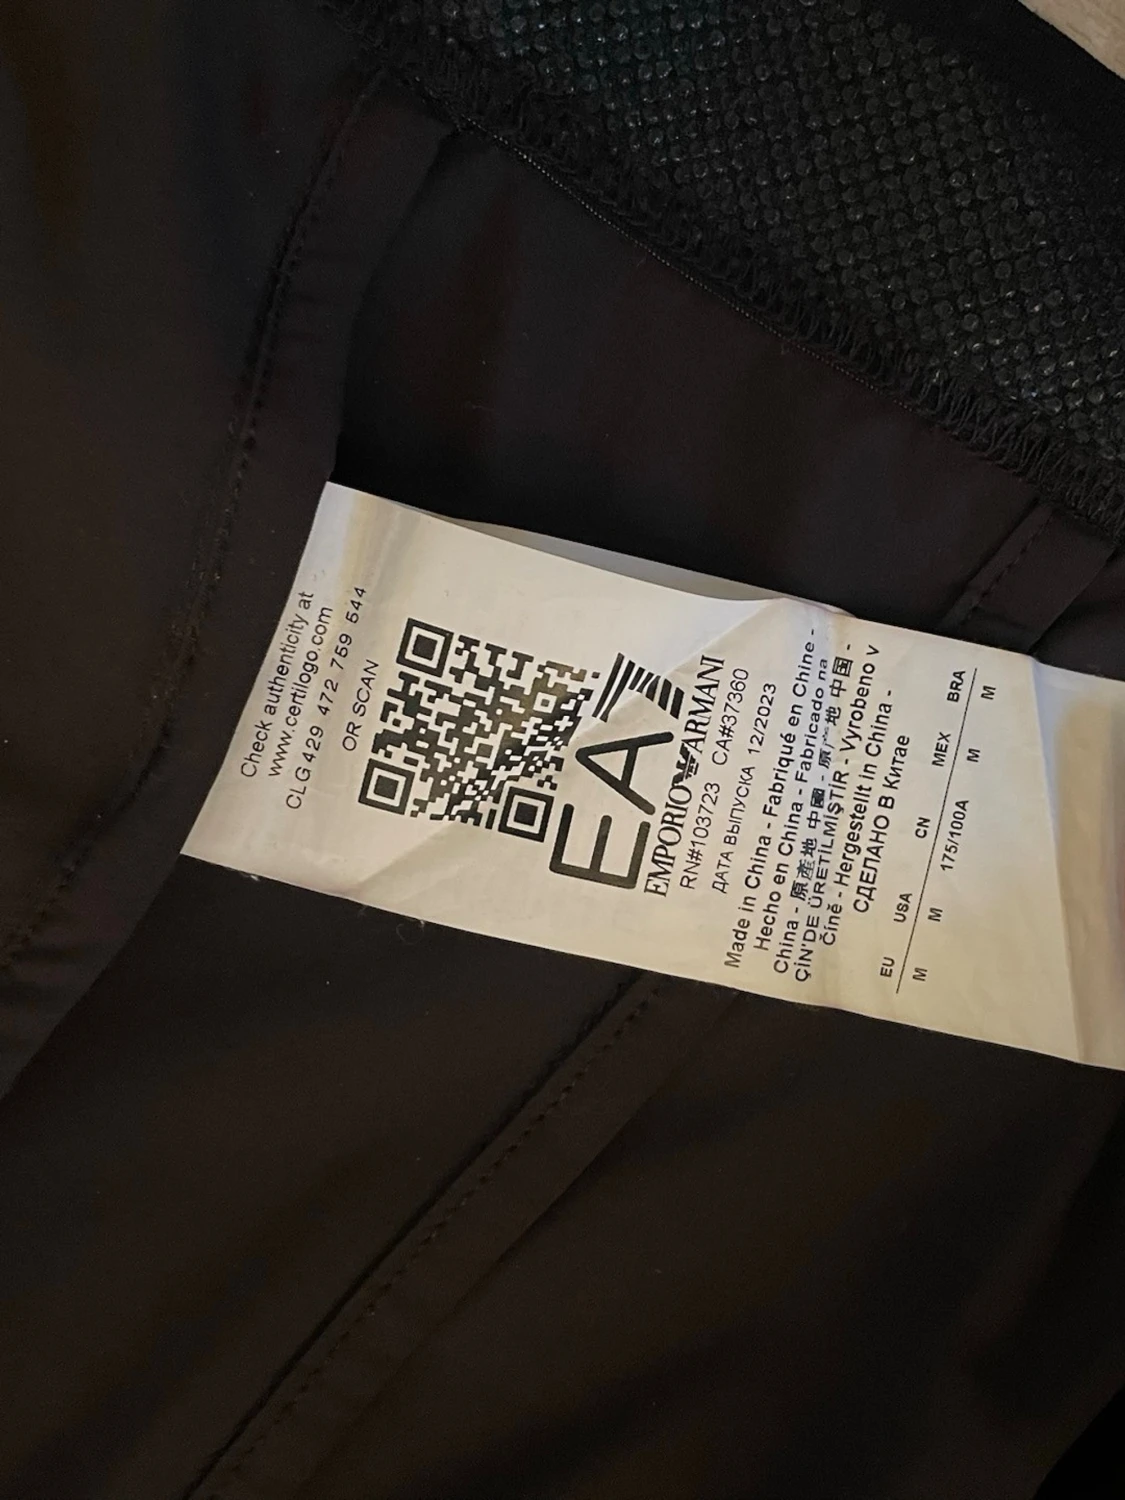 Check authenticity at
www.certilogo.com
CLG 429 472 759 544
OR SCAN
EA7
EMPORIO ARMANI
RN#103723 CA#37360
ДАТА ВЫПУСКА 12/2023
Made in China - Fabriqué en Chine -
Hecho en China - Fabricado na
China - 原產地 中國 - 原产地 中国 -
ÇİN'DE ÜRETİLMİŞTİR - Vyrobeno v
Číně - Hergestellt in China -
СДЕЛАНО В Китае
EU USA CN MEX BRA
M M 175/100A M M